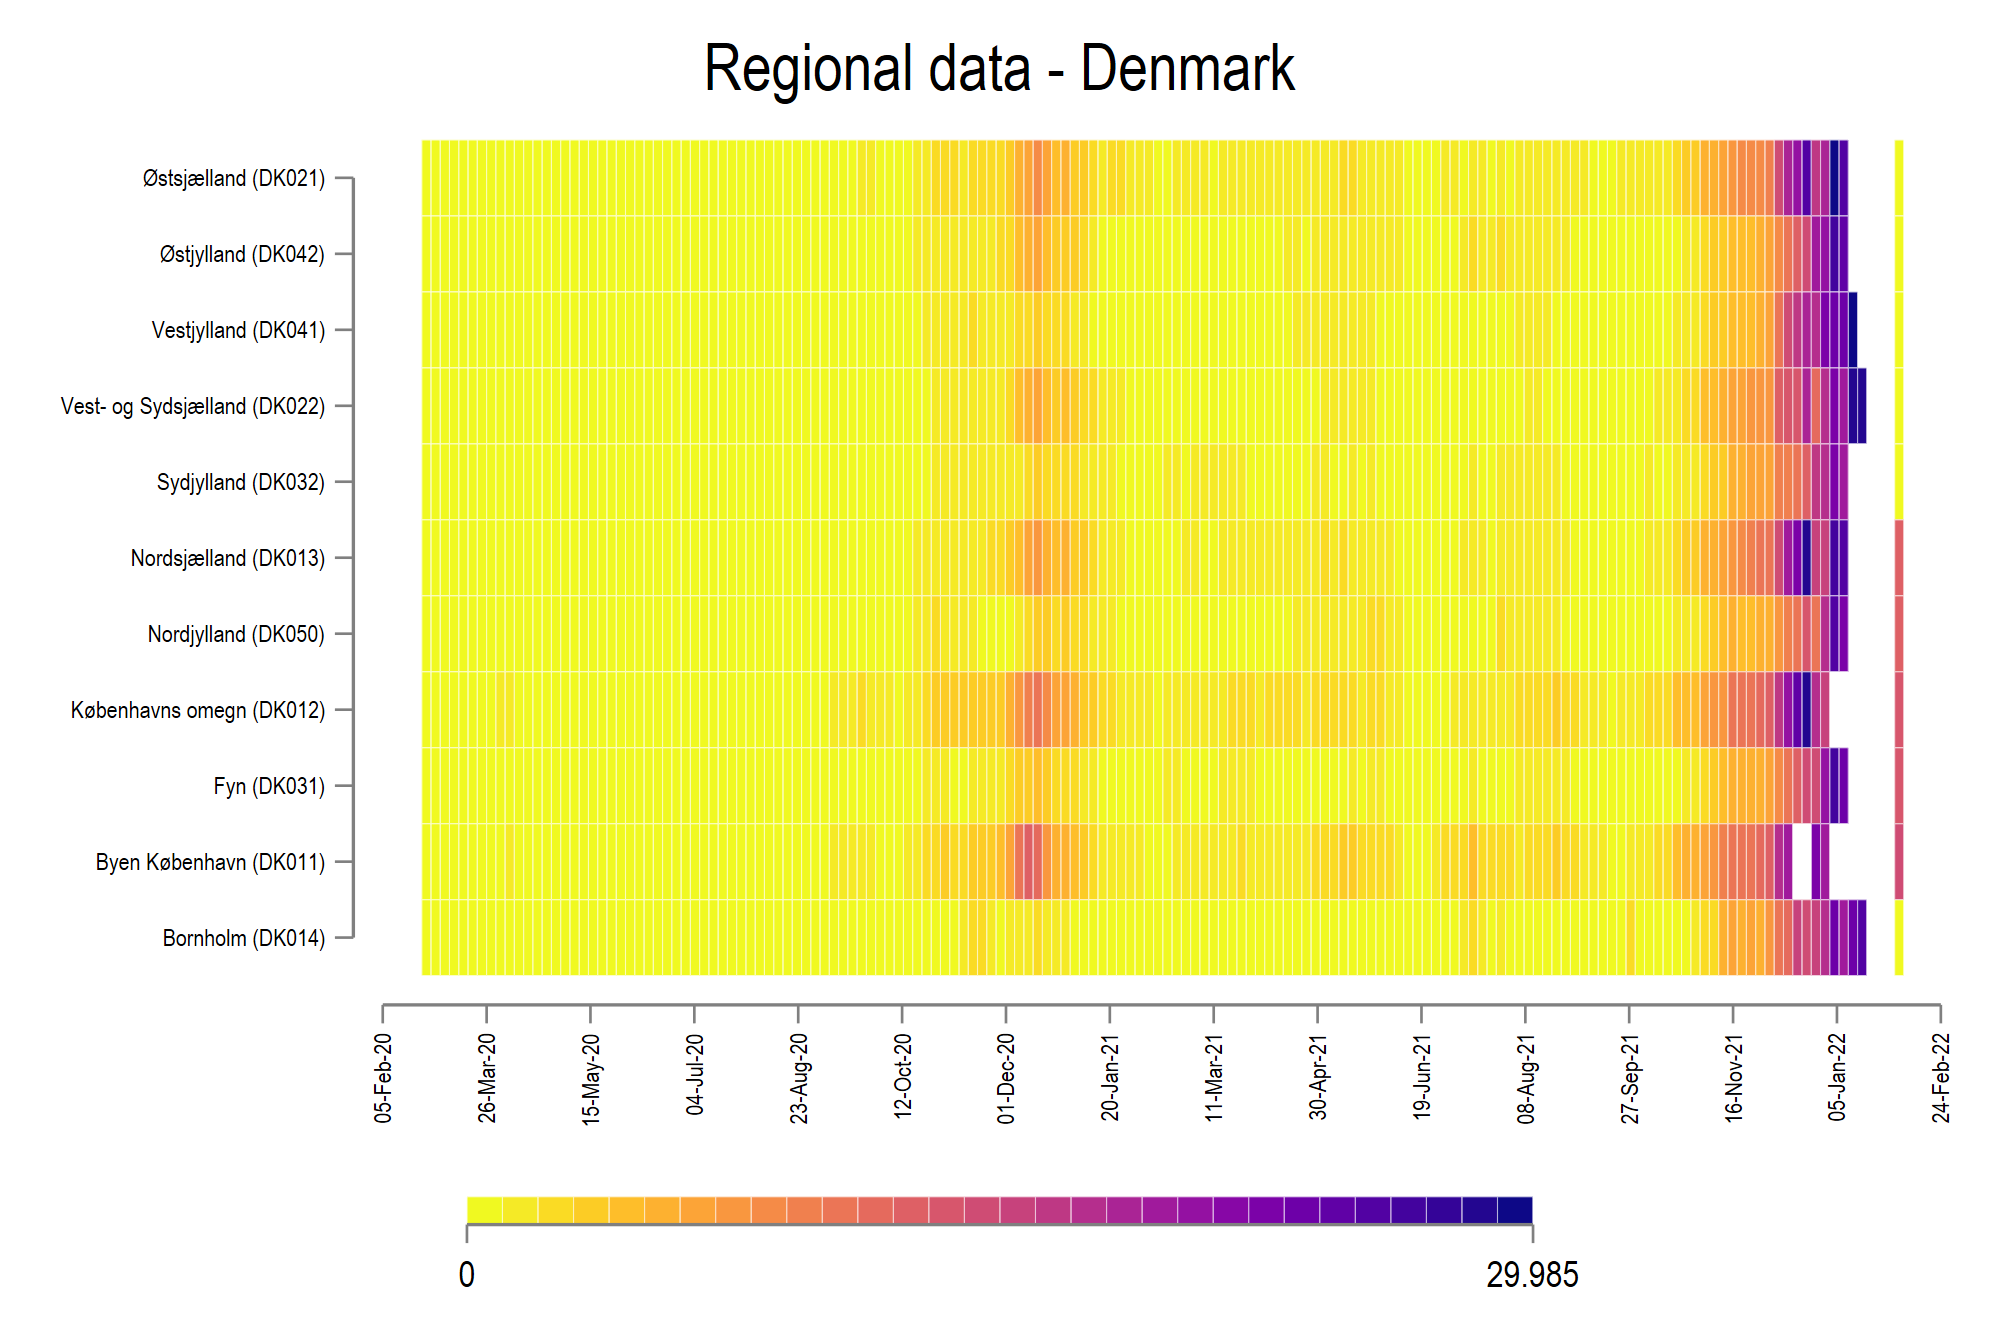 Regional data - Denmark
Østsjælland (DK021)
Østjylland (DK042)
Vestjylland (DK041)
Vest- og Sydsjælland (DK022)
Sydjylland (DK032)
Nordsjælland (DK013)
Nordjylland (DK050)
Københavns omegn (DK012)
Fyn (DK031)
Byen København (DK011)
Bornholm (DK014)
05-Feb-20
26-Mar-20
15-May-20
04-Jul-20
23-Aug-20
12-Oct-20
01-Dec-20
20-Jan-21
11-Mar-21
30-Apr-21
19-Jun-21
08-Aug-21
27-Sep-21
16-Nov-21
05-Jan-22
24-Feb-22
0
29.985